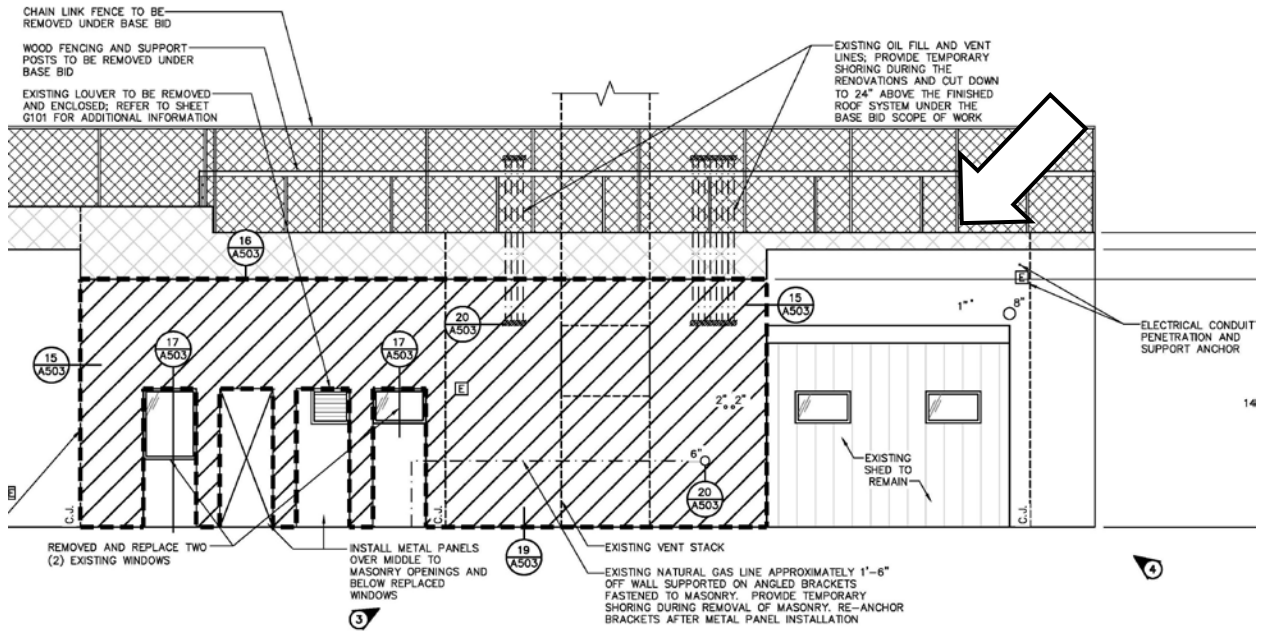 CHAIN LINK FENCE TO BE
REMOVED UNDER BASE BID
WOOD FENCING AND SUPPORT
POSTS TO BE REMOVED UNDER
BASE BID
EXISTING LOUVER TO BE REMOVED
AND ENCLOSED; REFER TO SHEET
G101 FOR ADDITIONAL INFORMATION
EXISTING OIL FILL AND VENT
LINES; PROVIDE TEMPORARY
SHORING DURING THE
RENOVATIONS AND CUT DOWN
TO 24" ABOVE THE FINISHED
ROOF SYSTEM UNDER THE
BASE BID SCOPE OF WORK
16
A503
E
1"
8"
15
A503
20
A503
ELECTRICAL CONDUIT
PENETRATION AND
SUPPORT ANCHOR
15
A503
17
A503
17
A503
E
2" 2"
14
6"
EXISTING
SHED TO
REMAIN
20
A503
E
C.J.
C.J.
C.J.
REMOVED AND REPLACE TWO
(2) EXISTING WINDOWS
INSTALL METAL PANELS
OVER MIDDLE TO
MASONRY OPENINGS AND
BELOW REPLACED
WINDOWS
19
A503
EXISTING VENT STACK
EXISTING NATURAL GAS LINE APPROXIMATELY 1'-6"
OFF WALL SUPPORTED ON ANGLED BRACKETS
FASTENED TO MASONRY. PROVIDE TEMPORARY
SHORING DURING REMOVAL OF MASONRY. RE-ANCHOR
BRACKETS AFTER METAL PANEL INSTALLATION
3
4